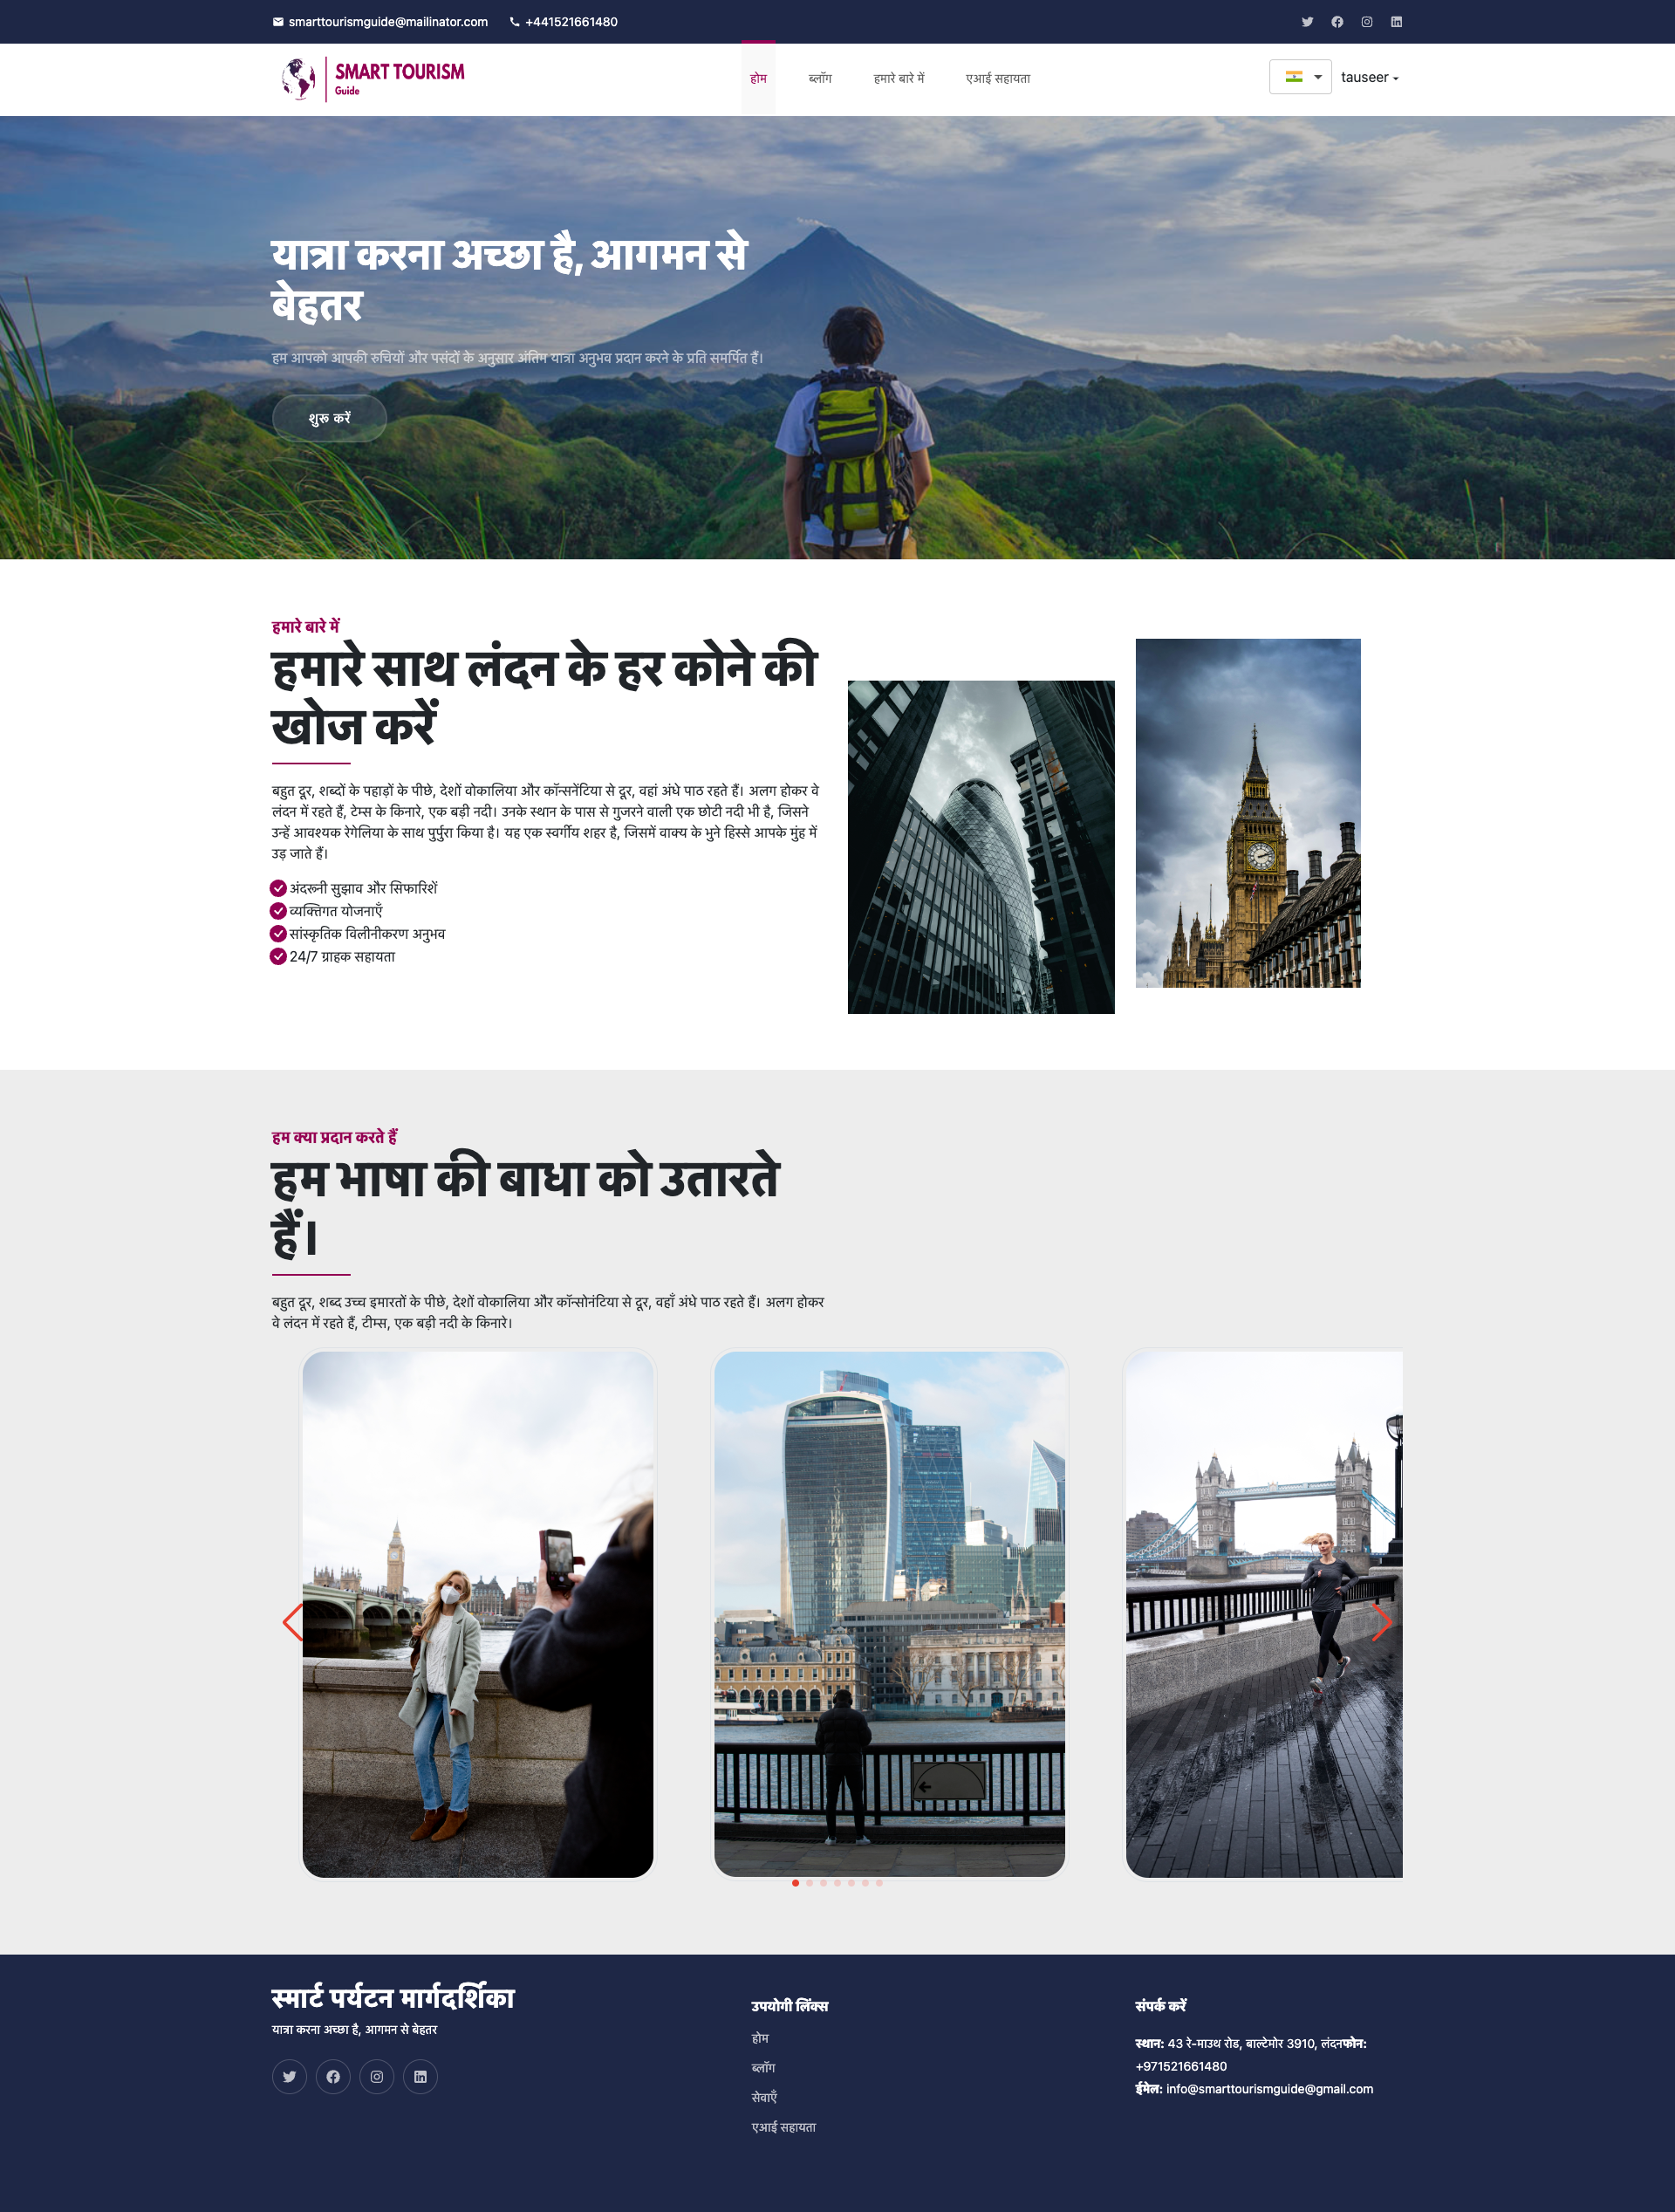 smarttourismguide@mailinator.com +441521661480
SMART TOURISM
Guide
होम ब्लॉग हमारे बारे में एआई सहायता
tauseer
यात्रा करना अच्छा है, आगमन से
बेहतर
हम आपको आपकी रुचियों और पसंदों के अनुसार अंतिम यात्रा अनुभव प्रदान करने के प्रति समर्पित हैं।
शुरू करें
हमारे बारे में
हमारे साथ लंदन के हर कोने की
खोज करें
बहुत दूर, शब्दों के पहाड़ों के पीछे, देशों वोकालिया और कॉन्सनेंटिया से दूर, वहां अंधे पाठ रहते हैं। अलग होकर वे
लंदन में रहते हैं, टेम्स के किनारे, एक बड़ी नदी। उनके स्थान के पास से गुजरने वाली एक छोटी नदी भी है, जिसने
उन्हें आवश्यक रेगेलिया के साथ पुर्पुरा किया है। यह एक स्वर्गीय शहर है, जिसमें वाक्य के भुने हिस्से आपके मुंह में
उड़ जाते हैं।
अंदरूनी सुझाव और सिफारिशें
व्यक्तिगत योजनाएँ
सांस्कृतिक विलीनीकरण अनुभव
24/7 ग्राहक सहायता
हम क्या प्रदान करते हैं
हम भाषा की बाधा को उतारते
हैं।
बहुत दूर, शब्द उच्च इमारतों के पीछे, देशों वोकालिया और कॉन्सोनंटिया से दूर, वहाँ अंधे पाठ रहते हैं। अलग होकर
वे लंदन में रहते हैं, टीम्स, एक बड़ी नदी के किनारे।
स्मार्ट पर्यटन मार्गदर्शिका
यात्रा करना अच्छा है, आगमन से बेहतर
उपयोगी लिंक्स
होम
ब्लॉग
सेवाएँ
एआई सहायता
संपर्क करें
स्थान: 43 रे-माउथ रोड, बाल्टेमोर 3910, लंदनफोन:
+971521661480
ईमेल: info@smarttourismguide@gmail.com